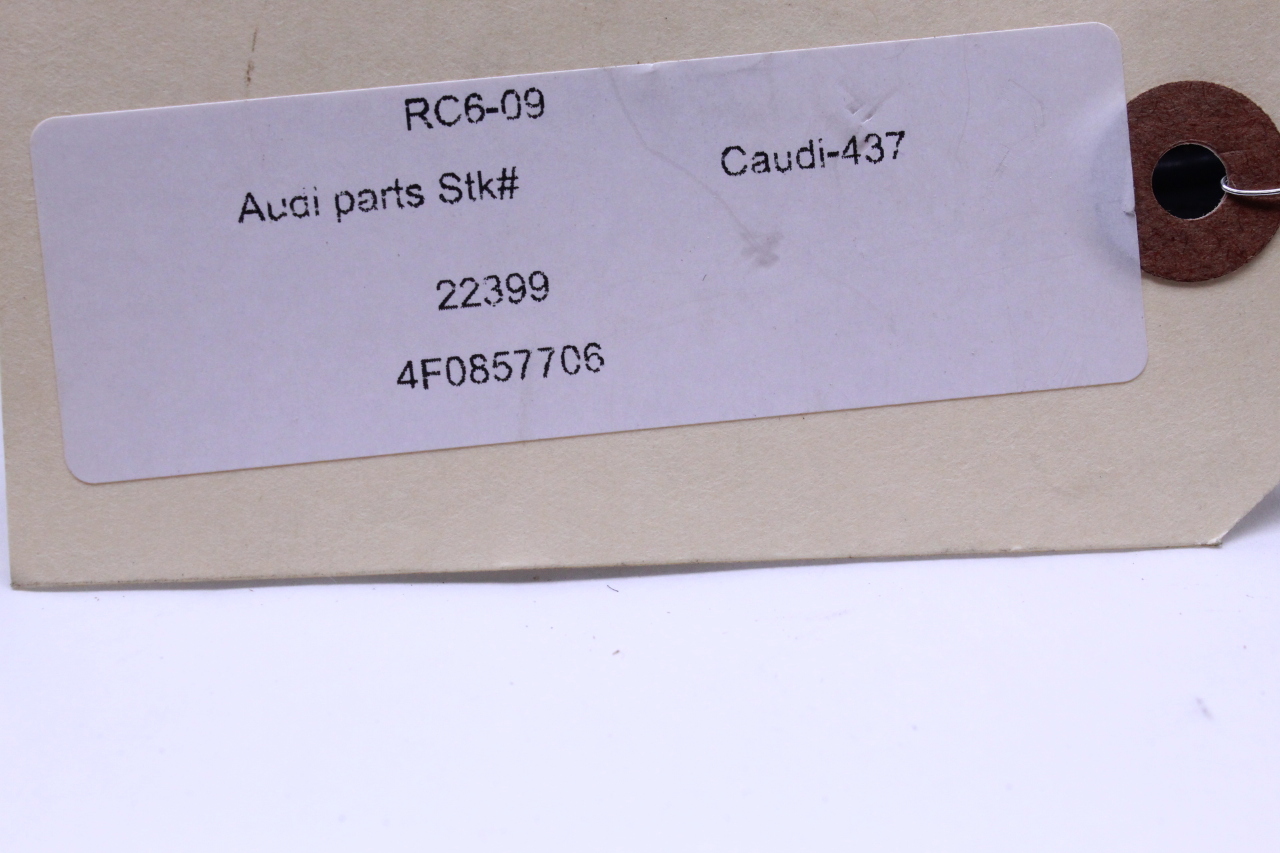 RC6-09
Caudi-437
Audi parts Stk#
22399
4F0857706